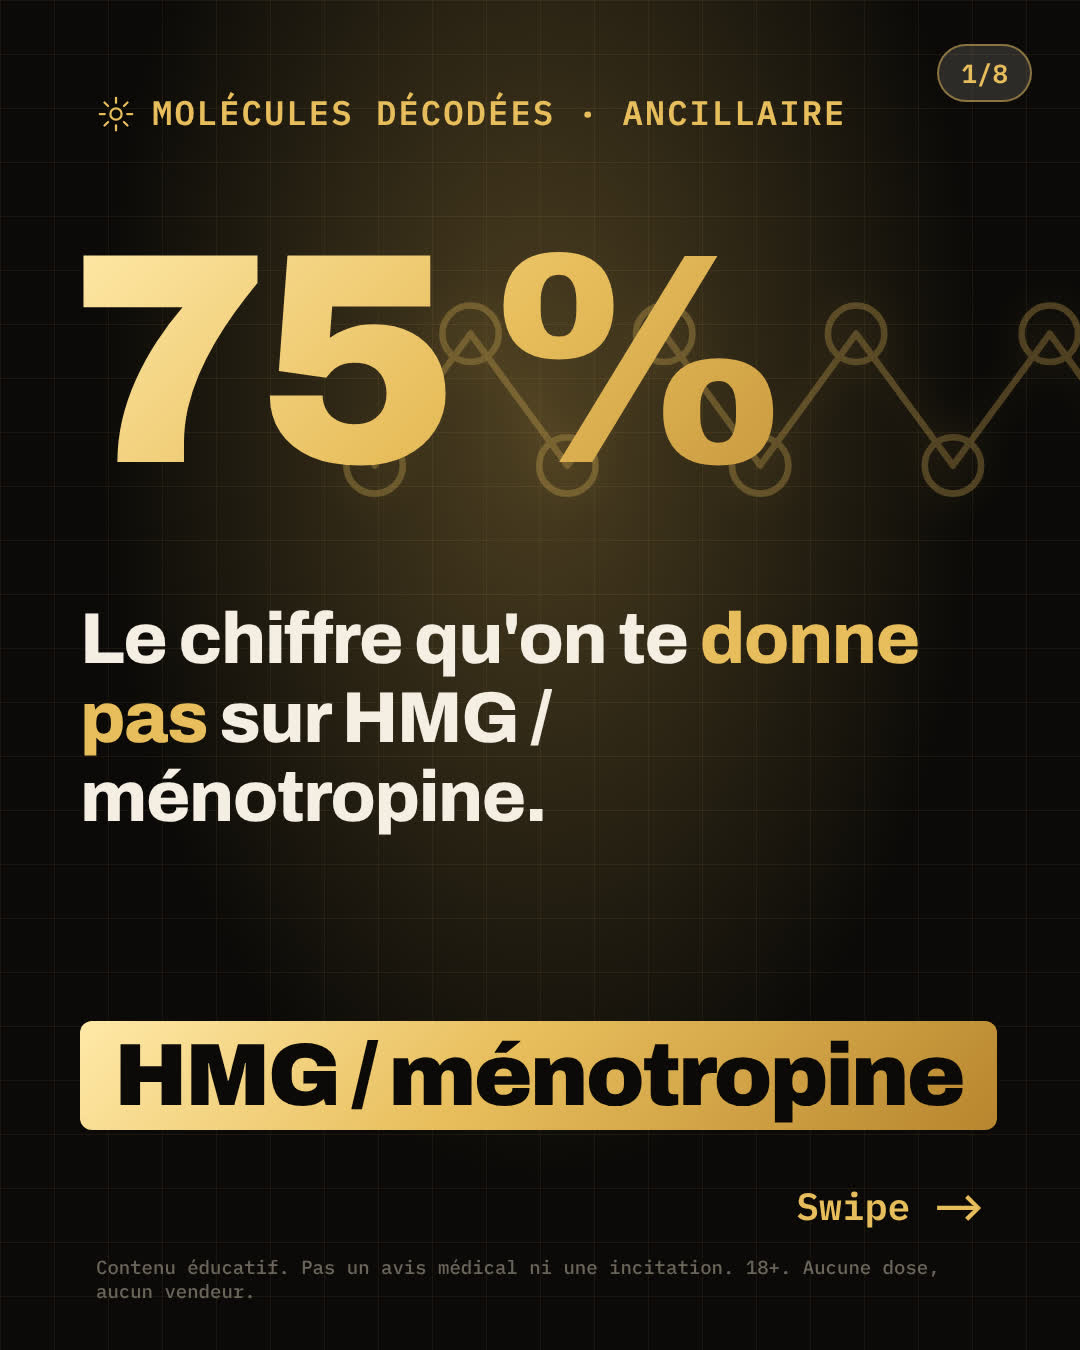 1/8
MOLÉCULES DÉCODÉES · ANCILLAIRE
75%
Le chiffre qu'on te donne
pas sur HMG /
ménotropine.
HMG / ménotropine
Swipe →
Contenu éducatif. Pas un avis médical ni une incitation. 18+. Aucune dose,
aucun vendeur.